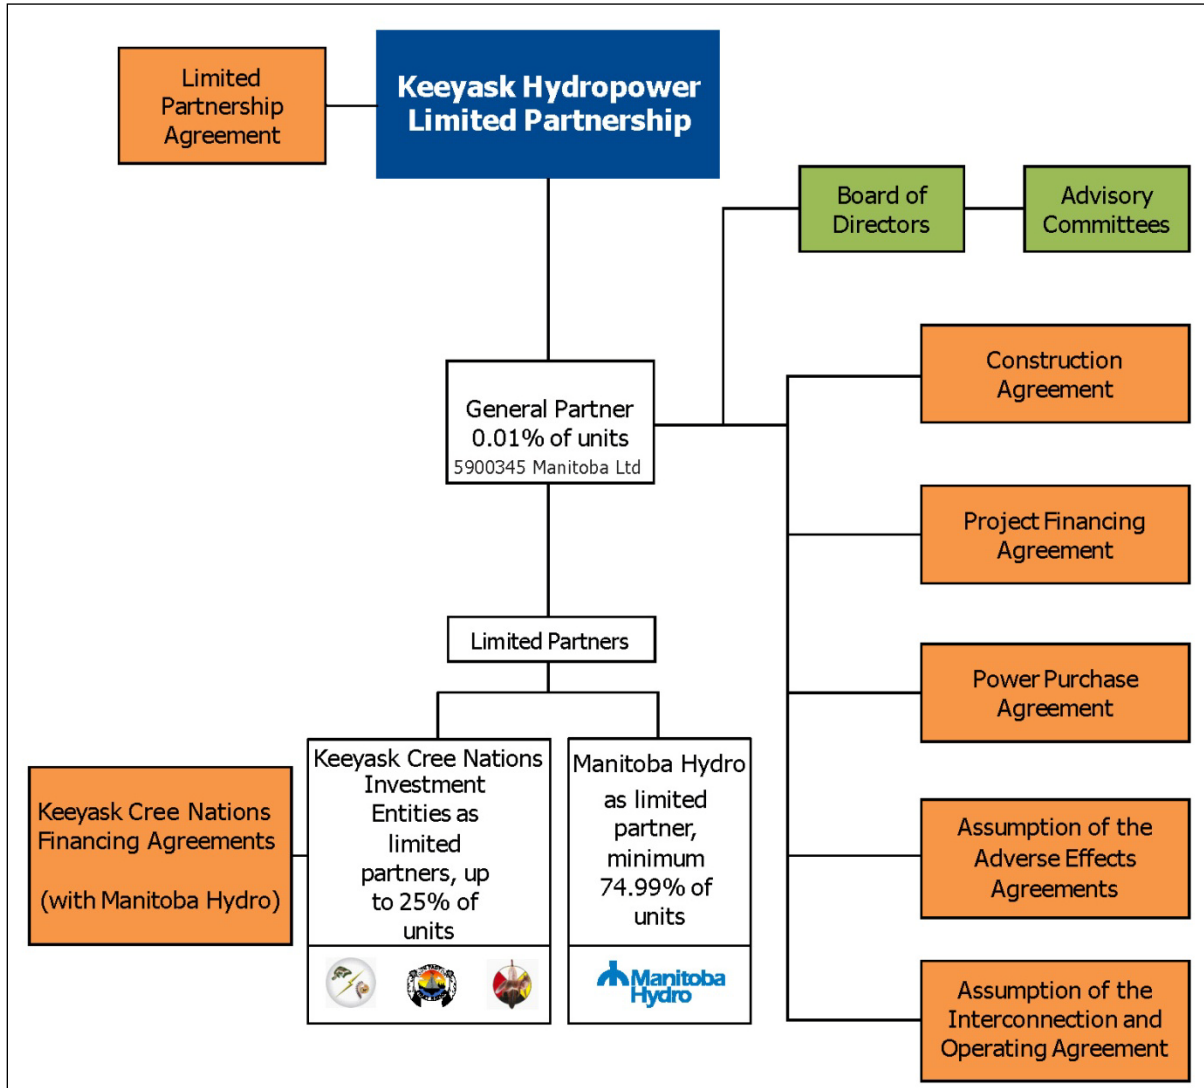 Limited
Partnership
Agreement
Keeyask Hydropower
Limited Partnership
Board of
Directors
Advisory
Committees
General Partner
0.01% of units
5900345 Manitoba Ltd
Construction
Agreement
Project Financing
Agreement
Power Purchase
Agreement
Assumption of the
Adverse Effects
Agreements
Assumption of the
Interconnection and
Operating Agreement
Limited Partners
Keeyask Cree Nations
Financing Agreements
(with Manitoba Hydro)
Keeyask Cree Nations
Investment
Entities as
limited
partners, up
to 25% of
units
Manitoba Hydro
as limited
partner,
minimum
74.99% of
units
Manitoba
Hydro